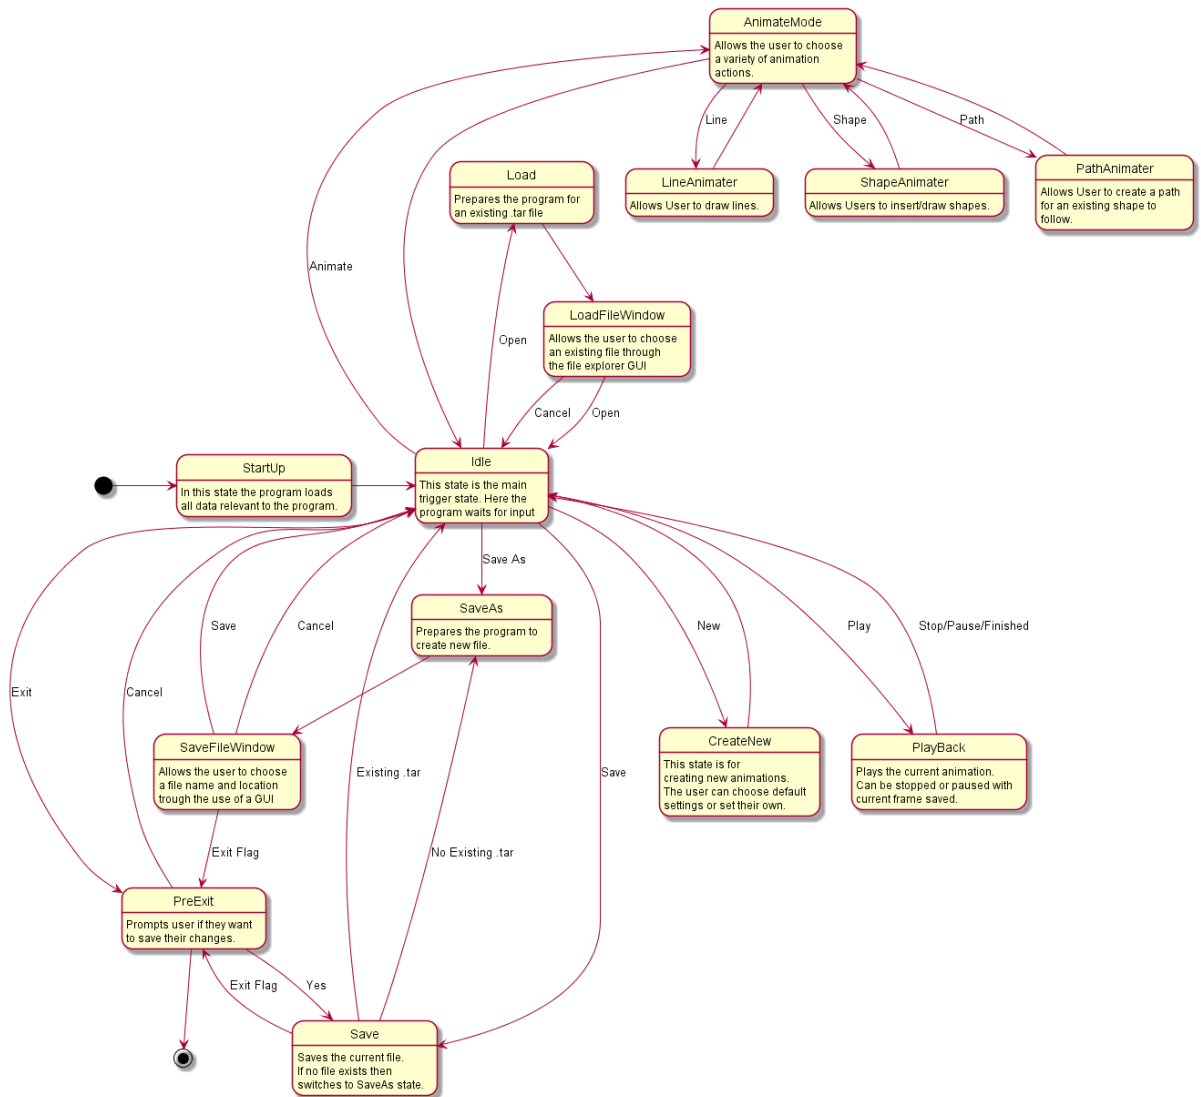 AnimateMode
Allows the user to choose
a variety of animation
actions.
Line
Shape
Path
Load
Prepares the program for
an existing .tar file
LineAnimater
Allows User to draw lines.
ShapeAnimater
Allows Users to insert/draw shapes.
PathAnimater
Allows User to create a path
for an existing shape to
follow.
Animate
Open
LoadFileWindow
Allows the user to choose
an existing file through
the file explorer GUI
Cancel
Open
StartUp
In this state the program loads
all data relevant to the program.
Idle
This state is the main
trigger state. Here the
program waits for input
Save As
Save
Cancel
SaveAs
Prepares the program to
create new file.
New
Play
Stop/Pause/Finished
Exit
Cancel
SaveFileWindow
Allows the user to choose
a file name and location
trough the use of a GUI
Existing .tar
Save
CreateNew
This state is for
creating new animations.
The user can choose default
settings or set their own.
PlayBack
Plays the current animation.
Can be stopped or paused with
current frame saved.
Exit Flag
No Existing .tar
PreExit
Prompts user if they want
to save their changes.
Exit Flag
Yes
Save
Saves the current file.
If no file exists then
switches to SaveAs state.